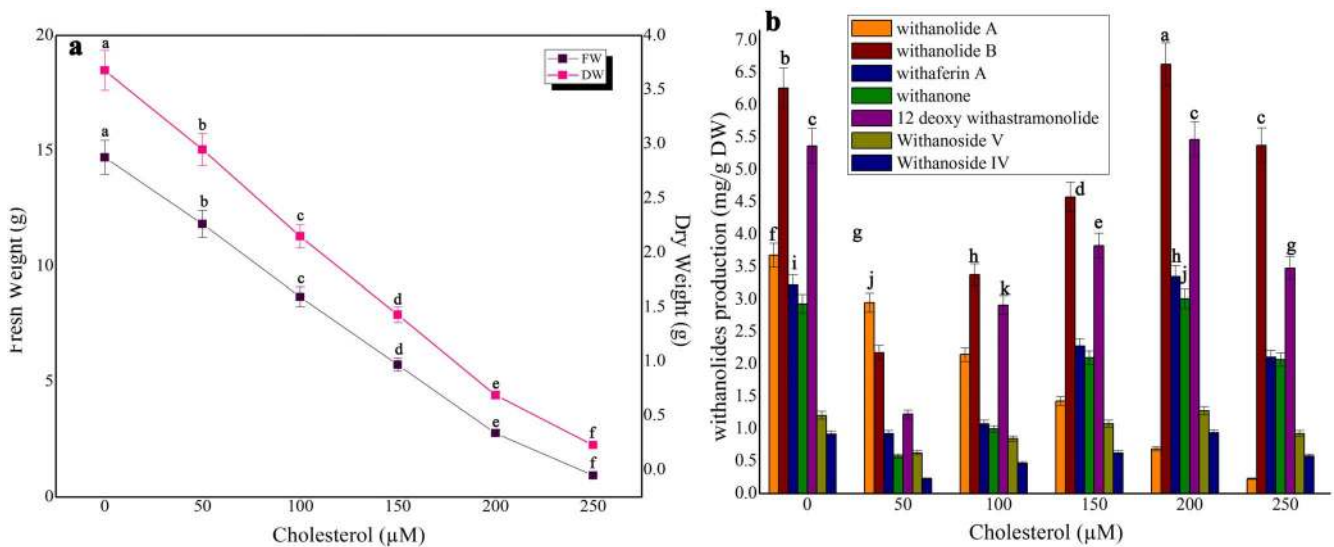 a
FW
DW
20
15
10
5
0
Fresh Weight (g)
4.0
3.5
3.0
2.5
2.0
1.5
1.0
0.5
0.0
Dry Weight (g)
a
a
b
b
c
c
d
d
e
e
f
f
0 50 100 150 200 250
Cholesterol (µM)
b
withanolide A
withanolide B
withaferin A
withanone
12 deoxy withastramonolide
Withanoside V
Withanoside IV
7.0
6.5
6.0
5.5
5.0
4.5
4.0
3.5
3.0
2.5
2.0
1.5
1.0
0.5
0.0
withanolides production (mg/g DW)
f b i c
j g
h k
d e
a h j c
c g
0 50 100 150 200 250
Cholesterol (µM)